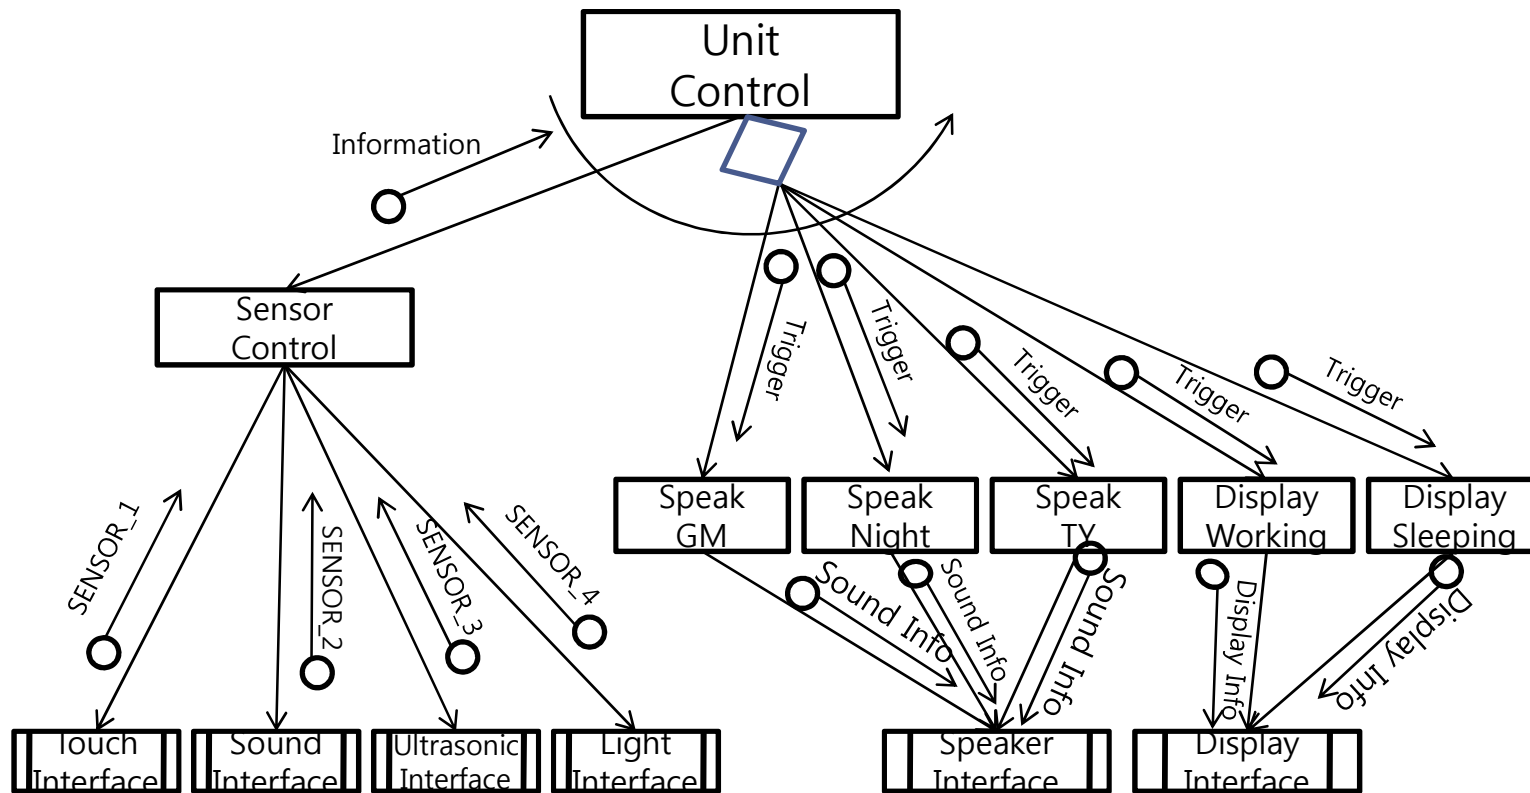 Unit
Control
Information
Sensor
Control
Trigger
Trigger
Trigger
Trigger
Trigger
Speak
GM
Speak
Night
Speak
TY
Display
Working
Display
Sleeping
SENSOR_1
SENSOR_2
SENSOR_3
SENSOR_4
Sound Info
Sound Info
Sound Info
Display Info
Display Info
Touch
Interface
Sound
Interface
Ultrasonic
Interface
Light
Interface
Speaker
Interface
Display
Interface